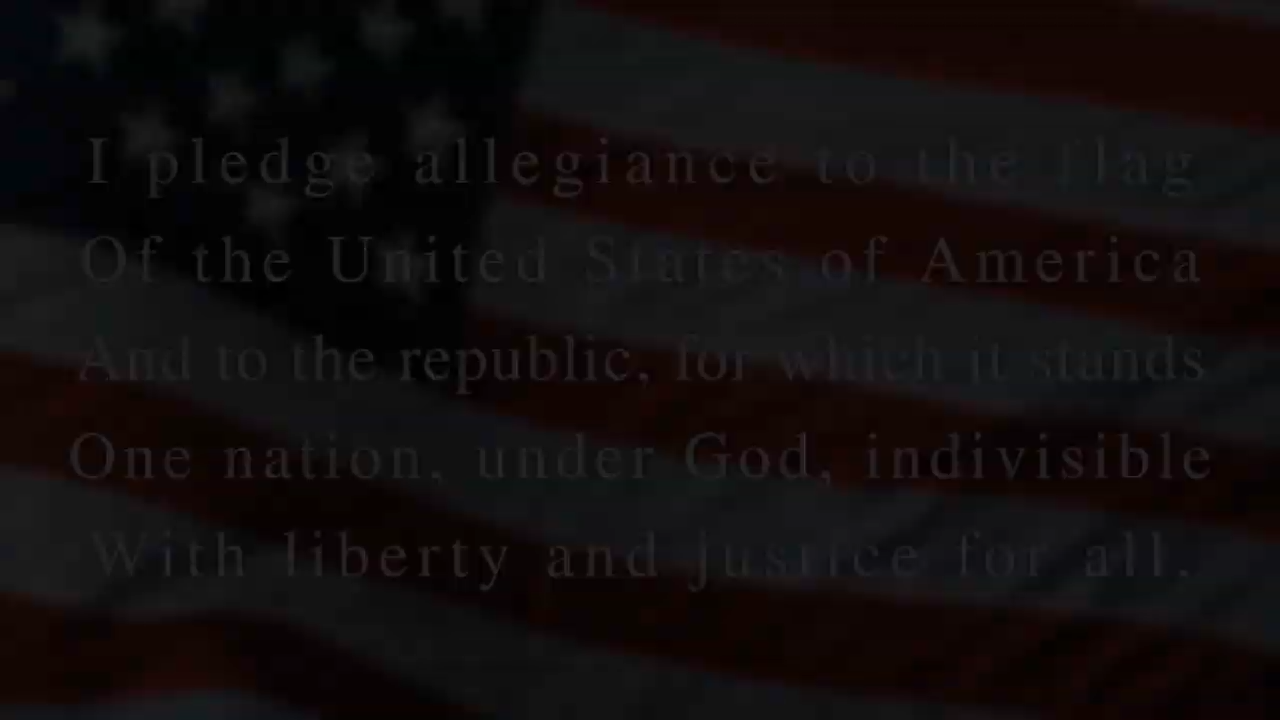 I pledge allegiance to the flag
Of the United States of America
And to the republic, for which it stands
One nation, under God, indivisible
With liberty and justice for all.